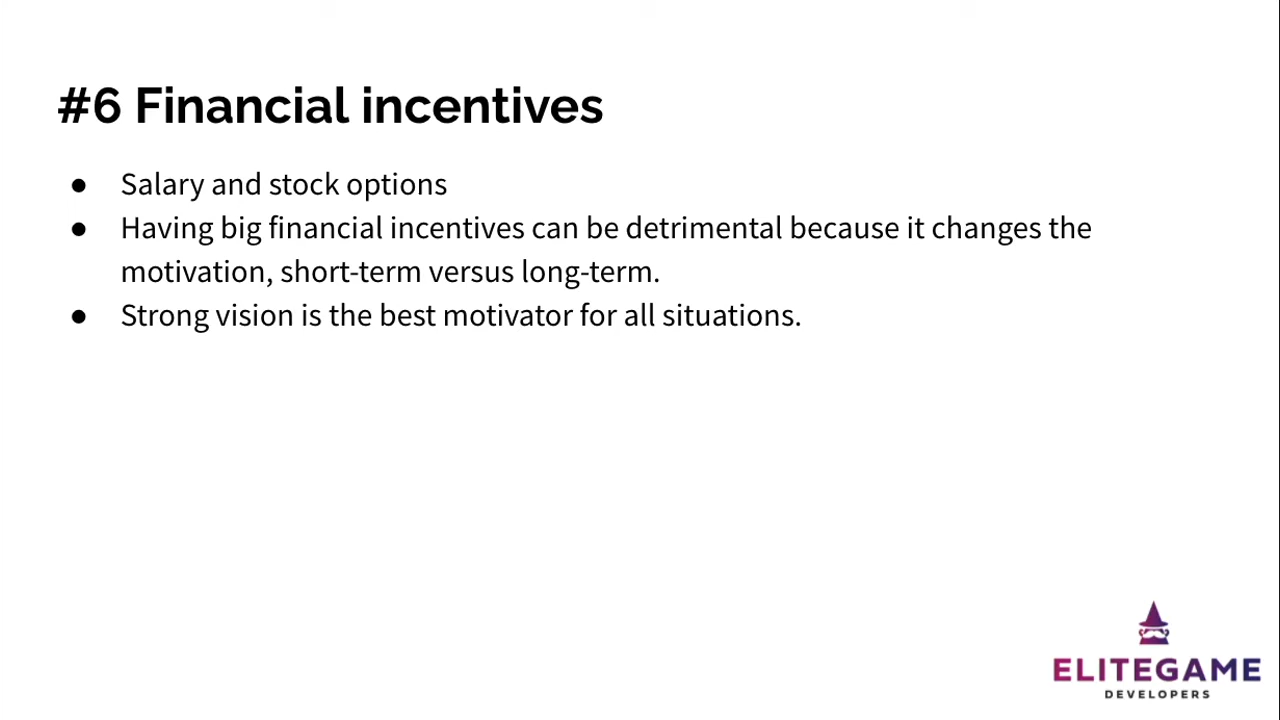 #6 Financial incentives
● Salary and stock options
● Having big financial incentives can be detrimental because it changes the
motivation, short-term versus long-term.
● Strong vision is the best motivator for all situations.
ELITEGAME
DEVELOPERS